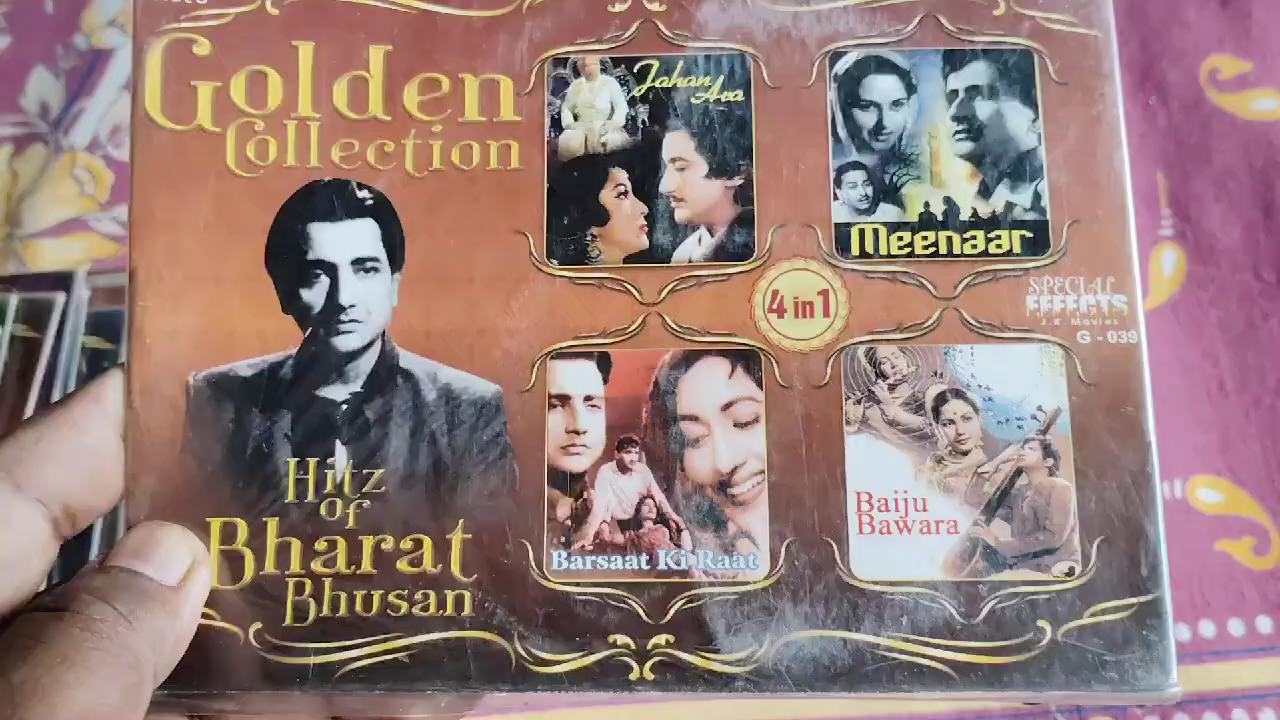 Golden
Collection
Hitz
of
Bharat
Bhusan
Jahan
Ara
Meenaar
4 in 1
SPECIAL
EFFECTS
J.K. Movies
G - 039
Barsaat Ki Raat
Baiju
Bawara